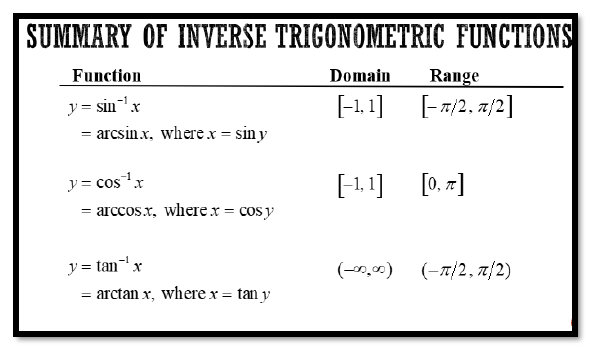 SUMMARY OF INVERSE TRIGONOMETRIC FUNCTIONS
Function Domain Range
y = sin⁻¹ x [−1, 1] [−π/2, π/2]
= arcsin x, where x = sin y
y = cos⁻¹ x [−1, 1] [0, π]
= arccos x, where x = cos y
y = tan⁻¹ x (−∞,∞) (−π/2, π/2)
= arctan x, where x = tan y